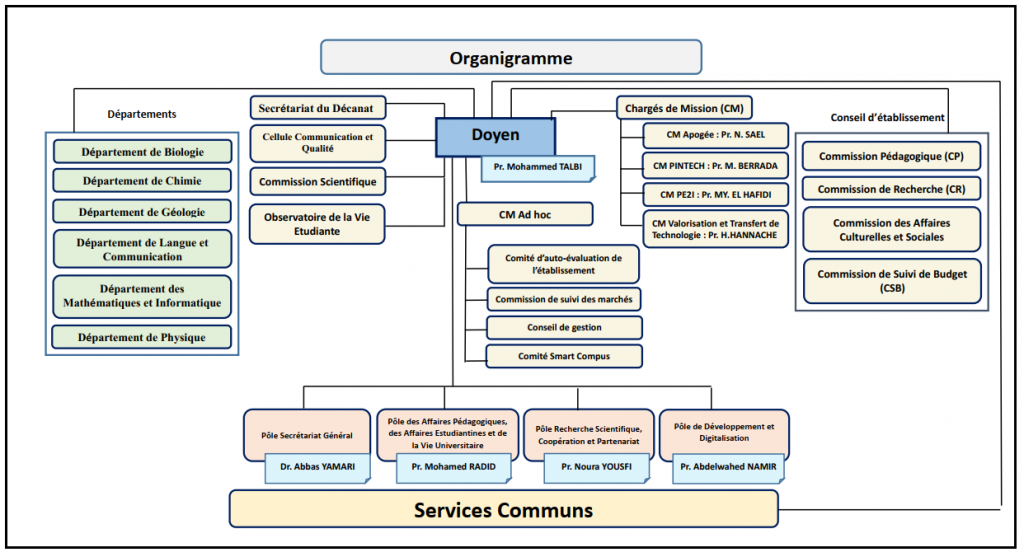 Organigramme
Départements
Département de Biologie
Département de Chimie
Département de Géologie
Département de Langue et
Communication
Département des
Mathématiques et Informatique
Département de Physique
Secrétariat du Décanat
Cellule Communication et
Qualité
Commission Scientifique
Observatoire de la Vie
Etudiante
Doyen
Pr. Mohammed TALBI
CM Ad hoc
Comité d'auto-évaluation de
l'établissement
Commission de suivi des marchés
Conseil de gestion
Comité Smart Compus
Chargés de Mission (CM)
CM Apogée : Pr. N. SAEL
CM PINTECH : Pr. M. BERRADA
CM PE2I : Pr. MY. EL HAFIDI
CM Valorisation et Transfert de
Technologie : Pr. H.HANNACHE
Conseil d'établissement
Commission Pédagogique (CP)
Commission de Recherche (CR)
Commission des Affaires
Culturelles et Sociales
Commission de Suivi de Budget
(CSB)
Pôle Secrétariat Général
Dr. Abbas YAMARI
Pôle des Affaires Pédagogiques,
des Affaires Estudiantines et de
la Vie Universitaire
Pr. Mohamed RADID
Pôle Recherche Scientifique,
Coopération et Partenariat
Pr. Noura YOUSFI
Pôle de Développement et
Digitalisation
Pr. Abdelwahed NAMIR
Services Communs